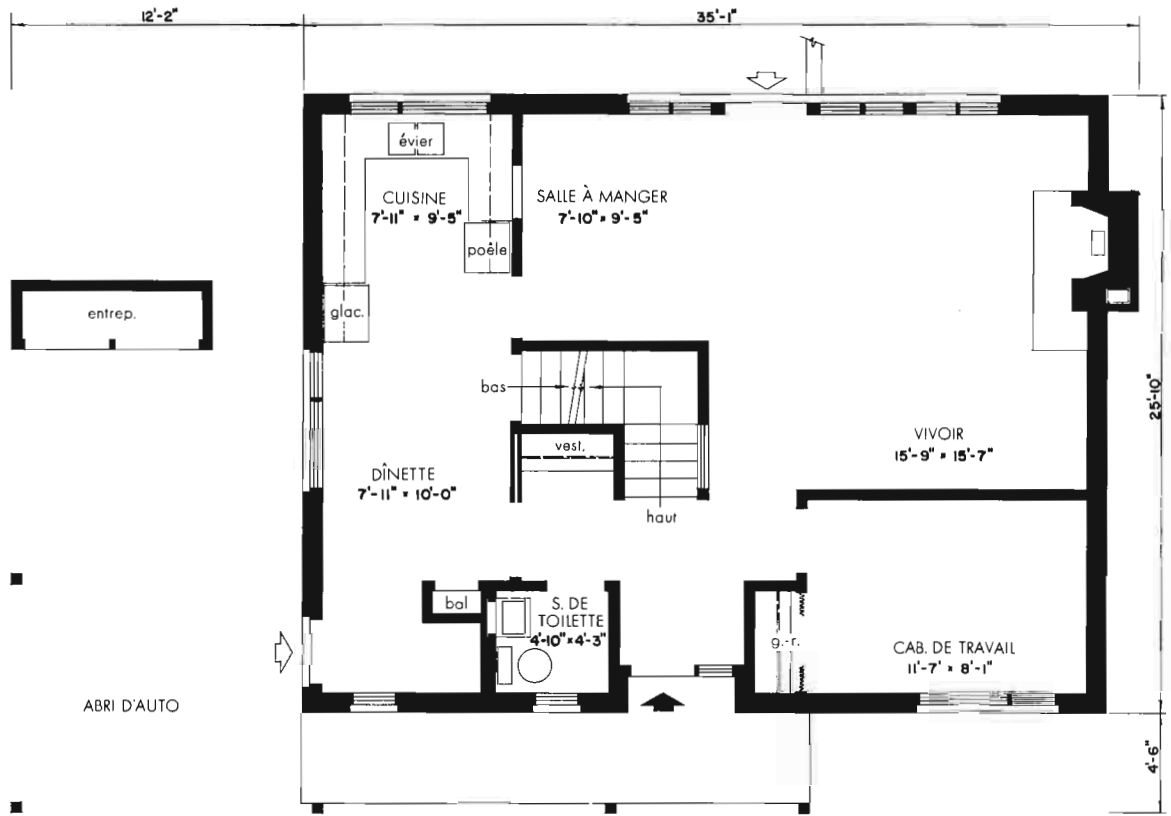 12'-2"
35'-1"
évier
CUISINE
7'-11" × 9'-5"
SALLE À MANGER
7'-10" × 9'-5"
poêle
glac.
entrep.
bas
vest.
haut
VIVOIR
15'-9" × 15'-7"
25'-10"
DÎNETTE
7'-11" × 10'-0"
bal
S. DE
TOILETTE
4'-10" × 4'-3"
g.-r.
CAB. DE TRAVAIL
11'-7' × 8'-1"
ABRI D'AUTO
4'-6"